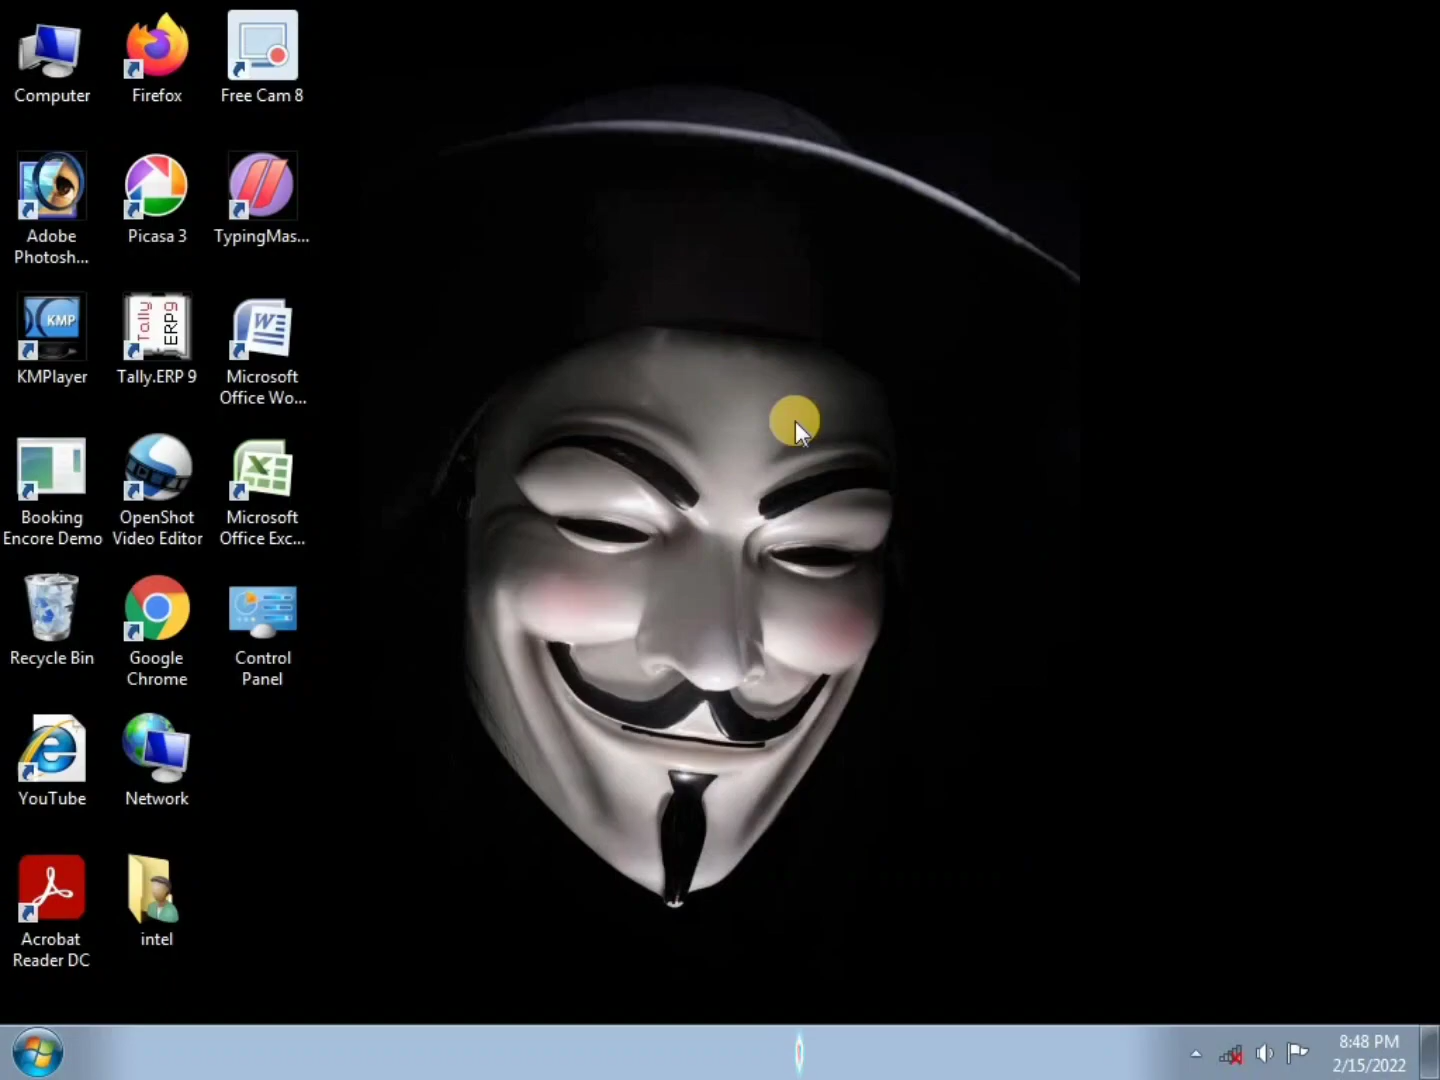 Computer
Firefox
Free Cam 8
Adobe
Photosh...
Picasa 3
TypingMas...
KMP
KMPlayer
Tally
ERP9
Tally.ERP 9
W
Microsoft
Office Wo...
Booking
Encore Demo
OpenShot
Video Editor
X
Microsoft
Office Exc...
Recycle Bin
Google
Chrome
Control
Panel
YouTube
Network
Acrobat
Reader DC
intel
8:48 PM
2/15/2022